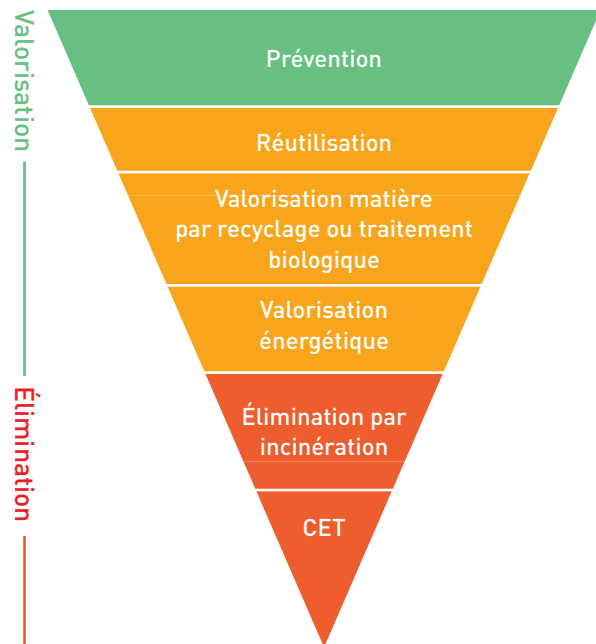 Valorisation
Élimination
Prévention
Réutilisation
Valorisation matière
par recyclage ou traitement
biologique
Valorisation
énergétique
Élimination par
incinération
CET